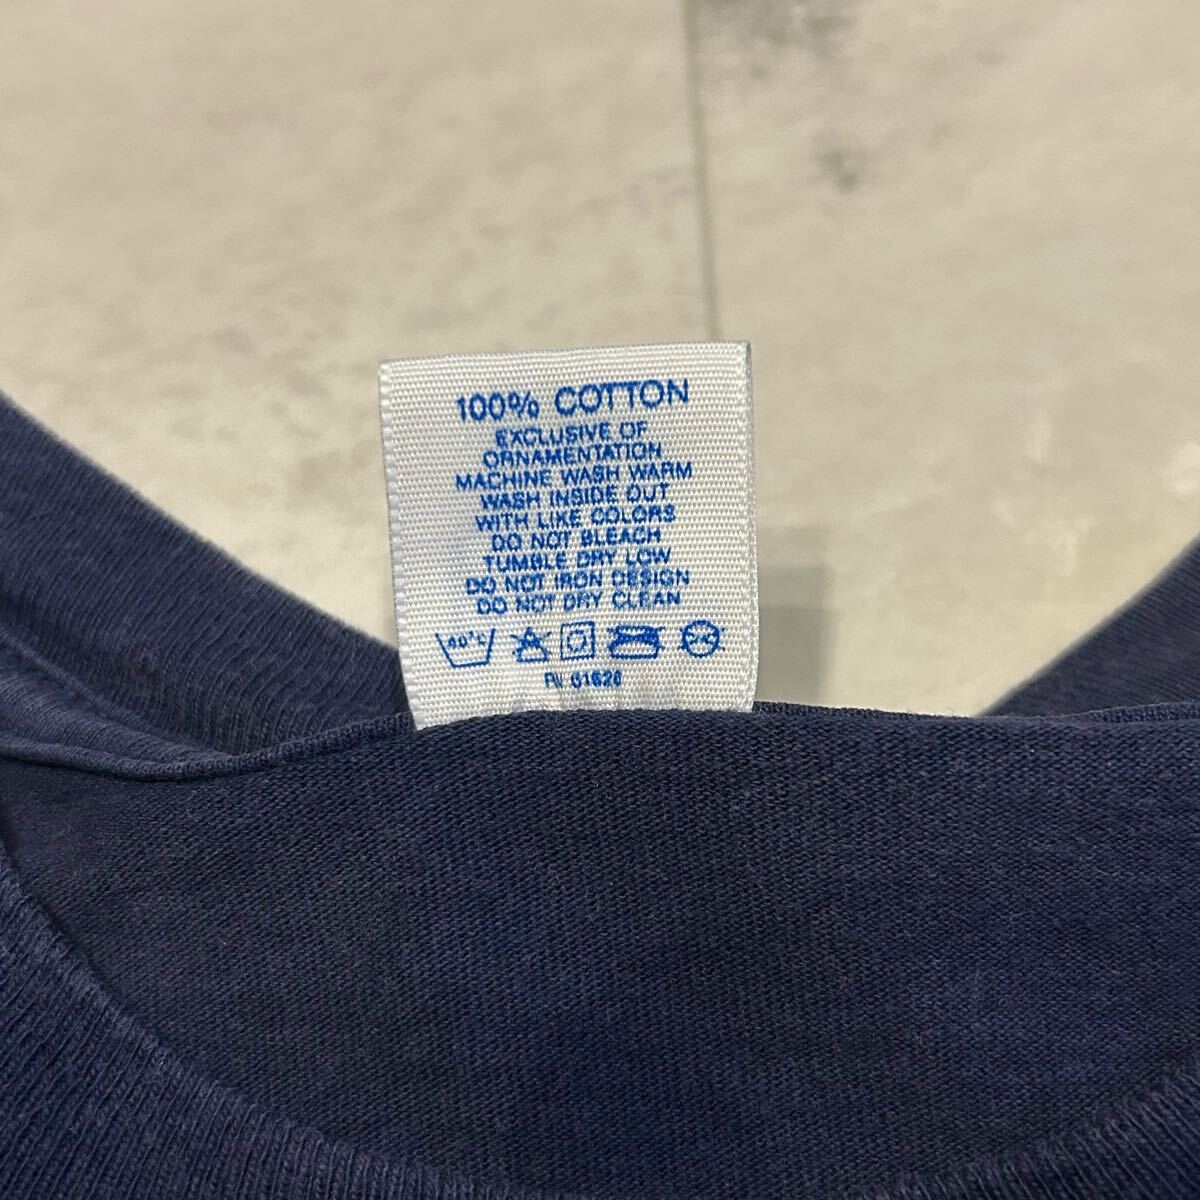 100% COTTON
EXCLUSIVE OF
ORNAMENTATION
MACHINE WASH WARM
WASH INSIDE OUT
WITH LIKE COLORS
DO NOT BLEACH
TUMBLE DRY LOW
DO NOT IRON DESIGN
DO NOT DRY CLEAN
40°C